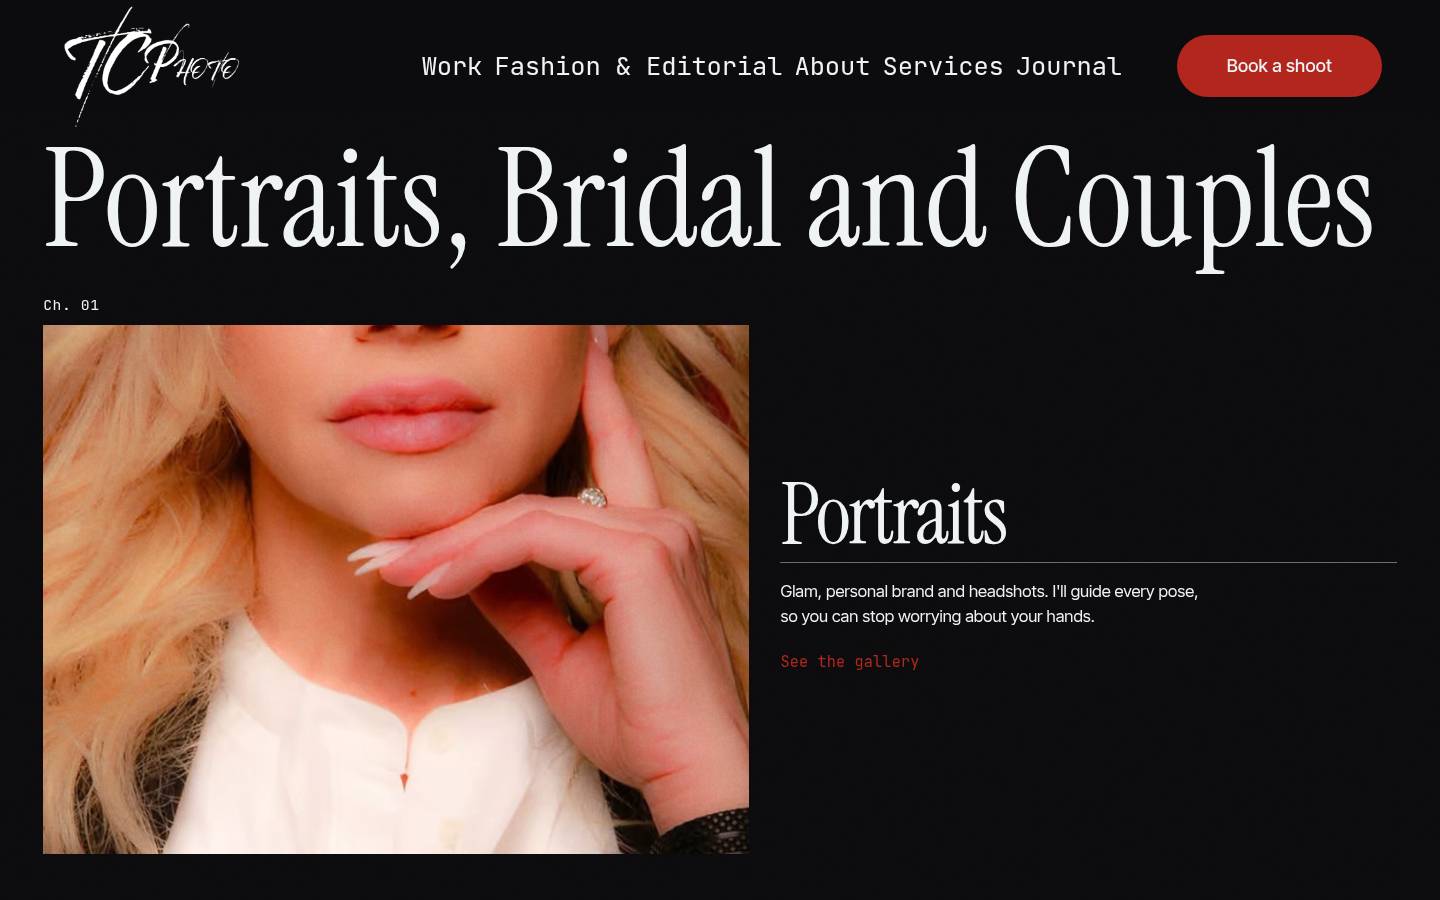 TCPHOTO
Work Fashion & Editorial About Services Journal
Book a shoot
Portraits, Bridal and Couples
Ch. 01
Portraits
Glam, personal brand and headshots. I'll guide every pose,
so you can stop worrying about your hands.
See the gallery